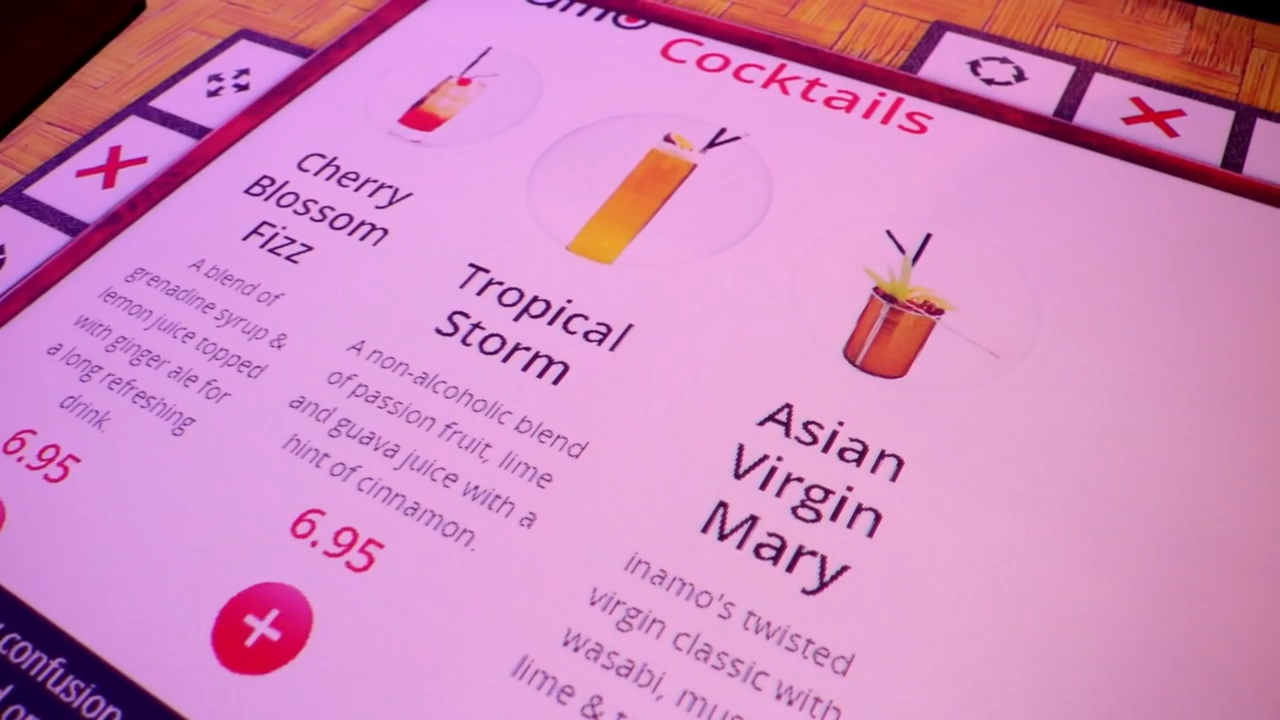 Cocktails
Cherry
Blossom
Fizz
A blend of
grenadine syrup &
lemon juice topped
with ginger ale for
a long refreshing
drink.
6.95
Tropical
Storm
A non-alcoholic blend
of passion fruit, lime
and guava juice with a
hint of cinnamon.
6.95
+
Asian
Virgin
Mary
inamo's twisted
virgin classic with
wasabi,
lime &
confusion